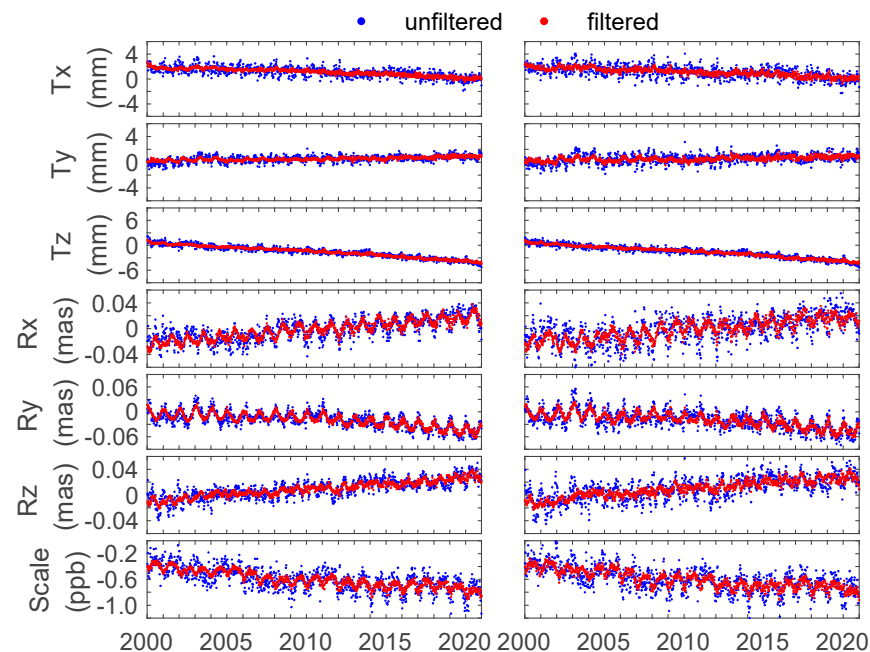 unfiltered filtered
Tx
(mm)
4
0
-4
Ty
(mm)
4
0
-4
Tz
(mm)
6
0
-6
Rx
(mas)
0.04
0
-0.04
Ry
(mas)
0.06
0
-0.06
Rz
(mas)
0.04
0
-0.04
Scale
(ppb)
-0.2
-0.6
-1.0
2000 2005 2010 2015 2020 2000 2005 2010 2015 2020